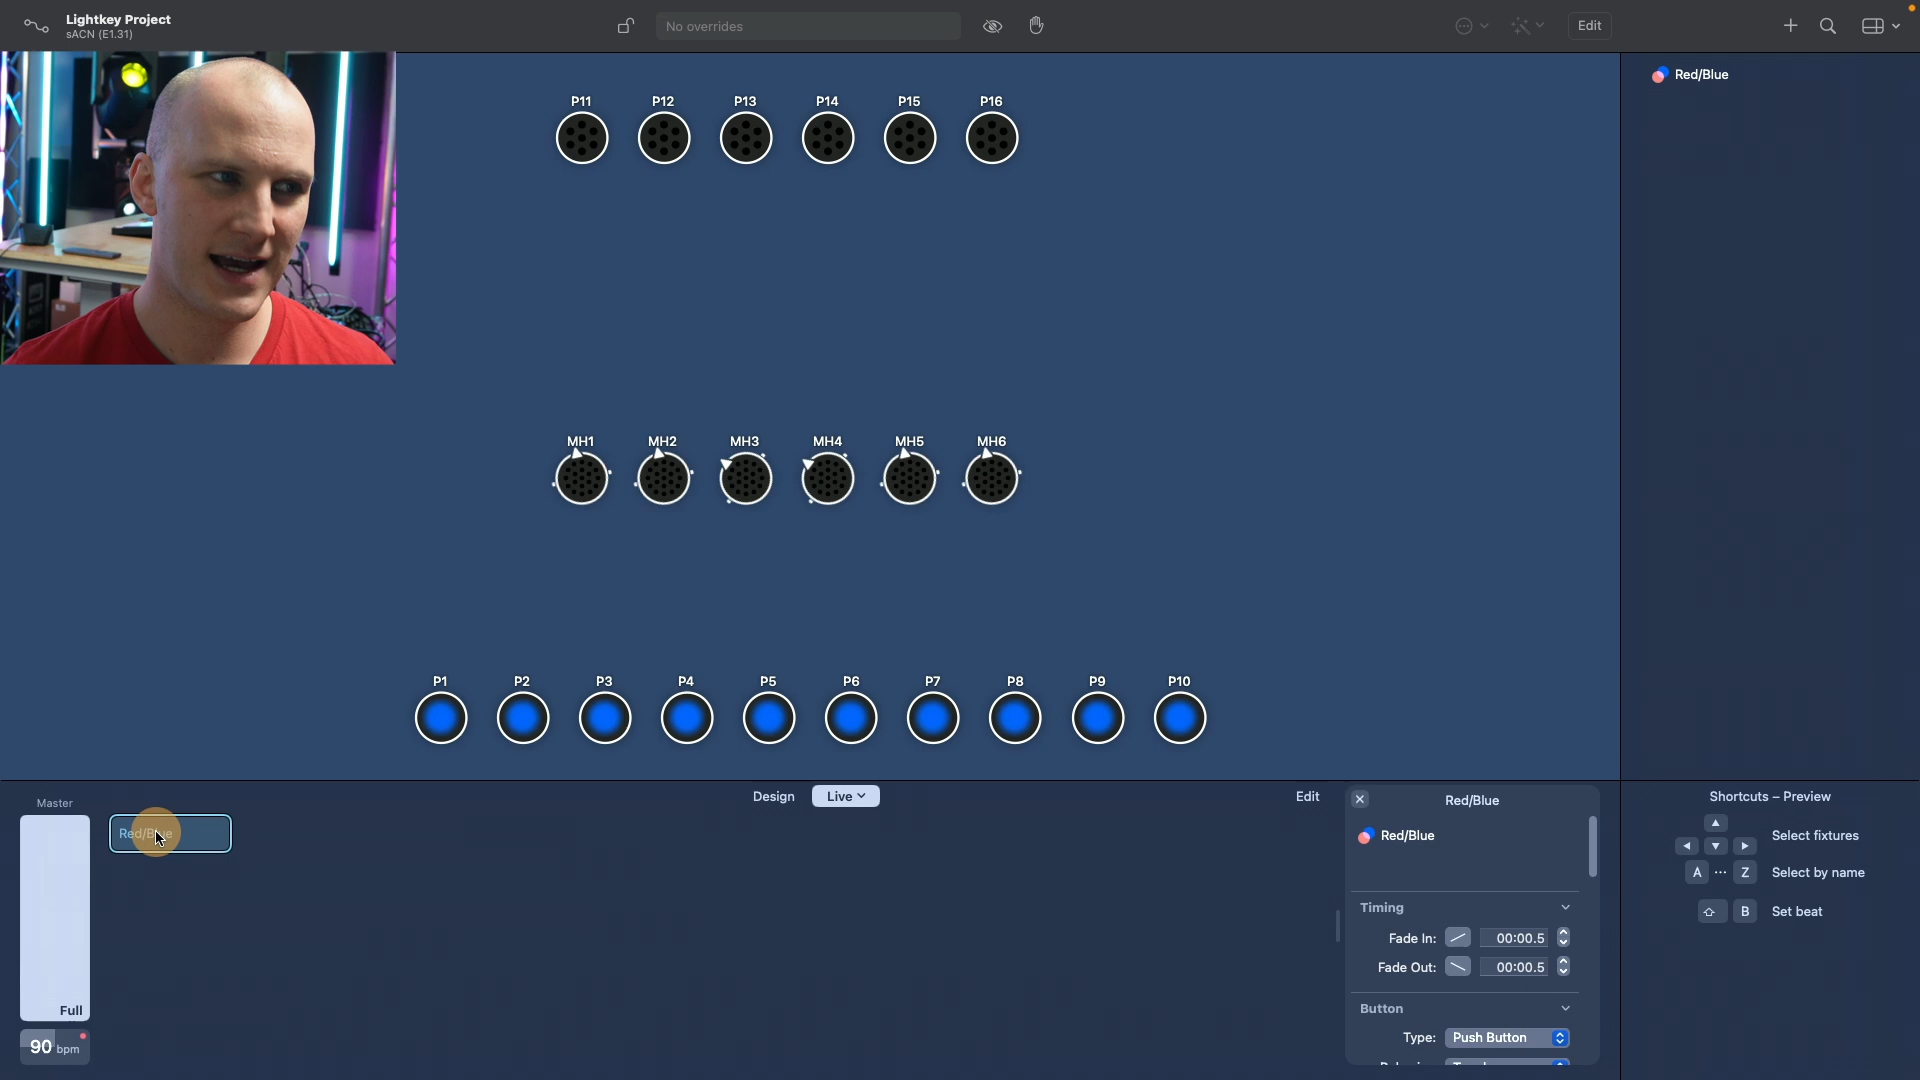 Lightkey Project
sACN (E1.31)
No overrides
Edit
Red/Blue
P11 P12 P13 P14 P15 P16
MH1 MH2 MH3 MH4 MH5 MH6
P1 P2 P3 P4 P5 P6 P7 P8 P9 P10
Master
Full
90 bpm
Red/Blue
Design
Live
Edit
Red/Blue
Red/Blue
Timing
Fade In: 00:00.5
Fade Out: 00:00.5
Button
Type: Push Button
Shortcuts – Preview
Select fixtures
A ... Z Select by name
B Set beat